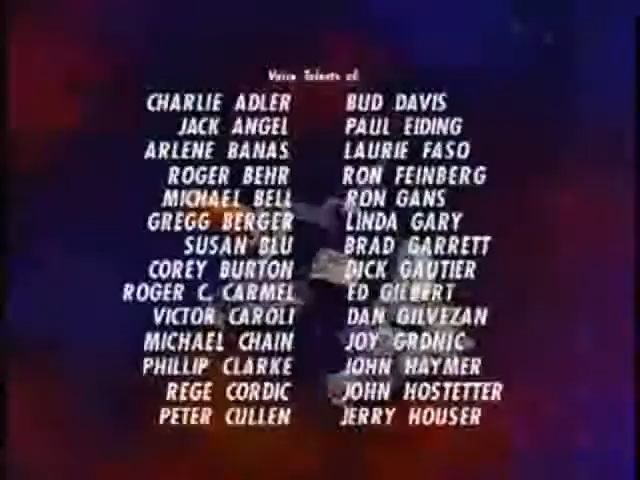 Voice Talents of
CHARLIE ADLER BUD DAVIS
JACK ANGEL PAUL EIDING
ARLENE BANAS LAURIE FASO
ROGER BEHR RON FEINBERG
MICHAEL BELL RON GANS
GREGG BERGER LINDA GARY
SUSAN BLU BRAD GARRETT
COREY BURTON DICK GAUTIER
ROGER C. CARMEL ED GILBERT
VICTOR CAROLI DAN GILVEZAN
MICHAEL CHAIN JOY GRDNIC
PHILLIP CLARKE JOHN HAYMER
REGE CORDIC JOHN HOSTETTER
PETER CULLEN JERRY HOUSER